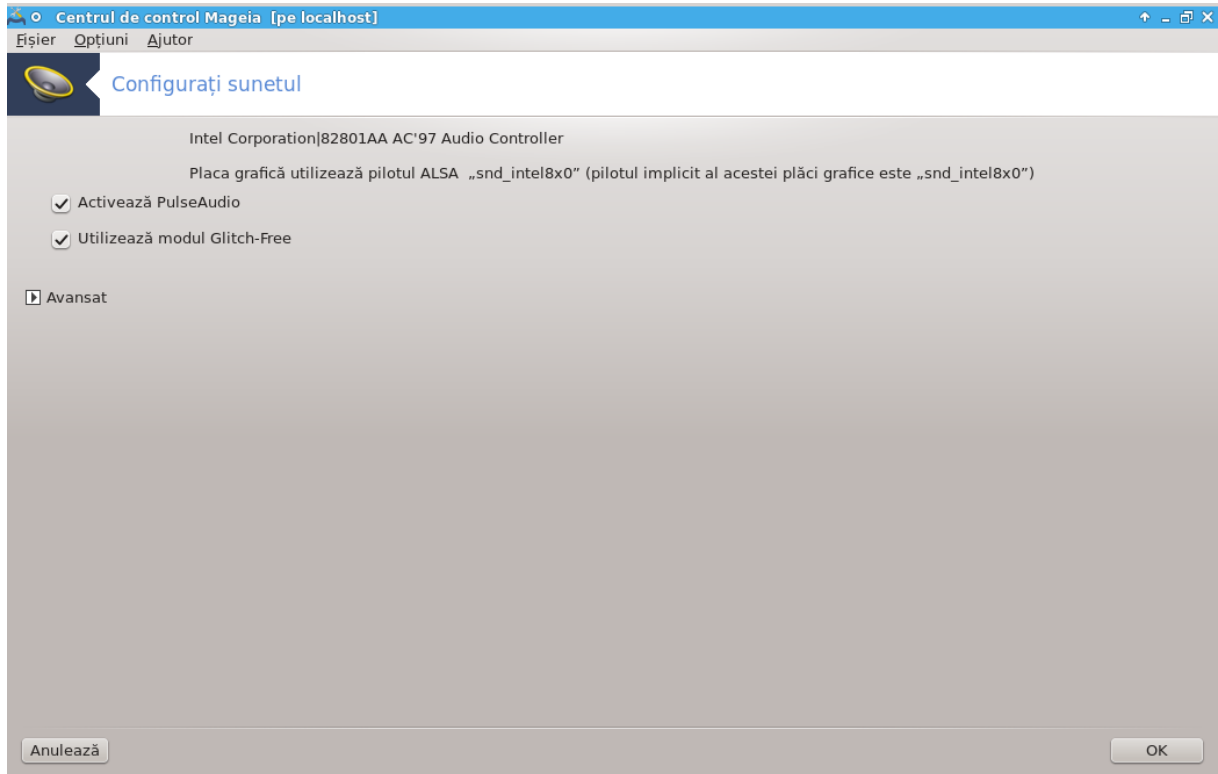 Centrul de control Mageia [pe localhost]
Fișier Opțiuni Ajutor
Configurați sunetul
Intel Corporation|82801AA AC'97 Audio Controller
Placa grafică utilizează pilotul ALSA „snd_intel8x0” (pilotul implicit al acestei plăci grafice este „snd_intel8x0”)
Activează PulseAudio
Utilizează modul Glitch-Free
Avansat
Anulează OK